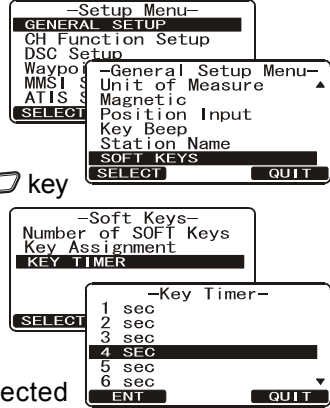 -Setup Menu-
GENERAL SETUP
CH Function Setup
DSC Setup
MMSI
ATIS
SELECT
-General Setup Menu-
Unit of Measure
Magnetic
Position Input
Key Beep
Station Name
SOFT KEYS
SELECT QUIT
key
-Soft Keys-
Number of SOFT Keys
Key Assignment
KEY TIMER
SELECT
-Key Timer-
1 sec
2 sec
3 sec
4 SEC
5 sec
6 sec
ENT QUIT